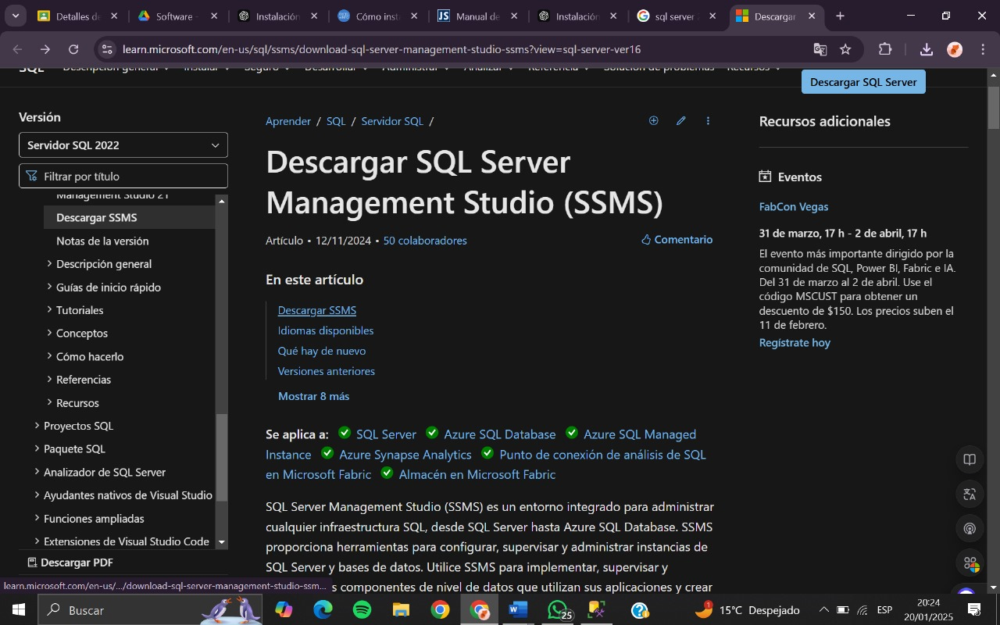 Detalles de
Software -
Instalación
Cómo inst
Manual de
Instalación
sql server
Descargar
learn.microsoft.com/en-us/sql/ssms/download-sql-server-management-studio-ssms?view=sql-server-ver16
SQL Descripción general Instalar Seguro Desarrollar Administrar Analizar Referencia Solución de problemas Recursos
Descargar SQL Server
Versión
Servidor SQL 2022
Filtrar por título
Management Studio 21
Descargar SSMS
Notas de la versión
Descripción general
Guías de inicio rápido
Tutoriales
Conceptos
Cómo hacerlo
Referencias
Recursos
Proyectos SQL
Paquete SQL
Analizador de SQL Server
Ayudantes nativos de Visual Studio
Funciones ampliadas
Extensiones de Visual Studio Code
Descargar PDF
Aprender / SQL / Servidor SQL /
Descargar SQL Server
Management Studio (SSMS)
Artículo • 12/11/2024 • 50 colaboradores
Comentario
En este artículo
Descargar SSMS
Idiomas disponibles
Qué hay de nuevo
Versiones anteriores
Mostrar 8 más
Se aplica a: SQL Server Azure SQL Database Azure SQL Managed
Instance Azure Synapse Analytics Punto de conexión de análisis de SQL
en Microsoft Fabric Almacén en Microsoft Fabric
SQL Server Management Studio (SSMS) es un entorno integrado para administrar
cualquier infraestructura SQL, desde SQL Server hasta Azure SQL Database. SSMS
proporciona herramientas para configurar, supervisar y administrar instancias de
SQL Server y bases de datos. Utilice SSMS para implementar, supervisar y
s componentes de nivel de datos que utilizan sus aplicaciones y crear
Recursos adicionales
Eventos
FabCon Vegas
31 de marzo, 17 h - 2 de abril, 17 h
El evento más importante dirigido por la
comunidad de SQL, Power BI, Fabric e IA.
Del 31 de marzo al 2 de abril. Use el
código MSCUST para obtener un
descuento de $150. Los precios suben el
11 de febrero.
Regístrate hoy
learn.microsoft.com/en-us/.../download-sql-server-management-studio-ssm...
Buscar
25
1
15°C Despejado
ESP
20:24
20/01/2025